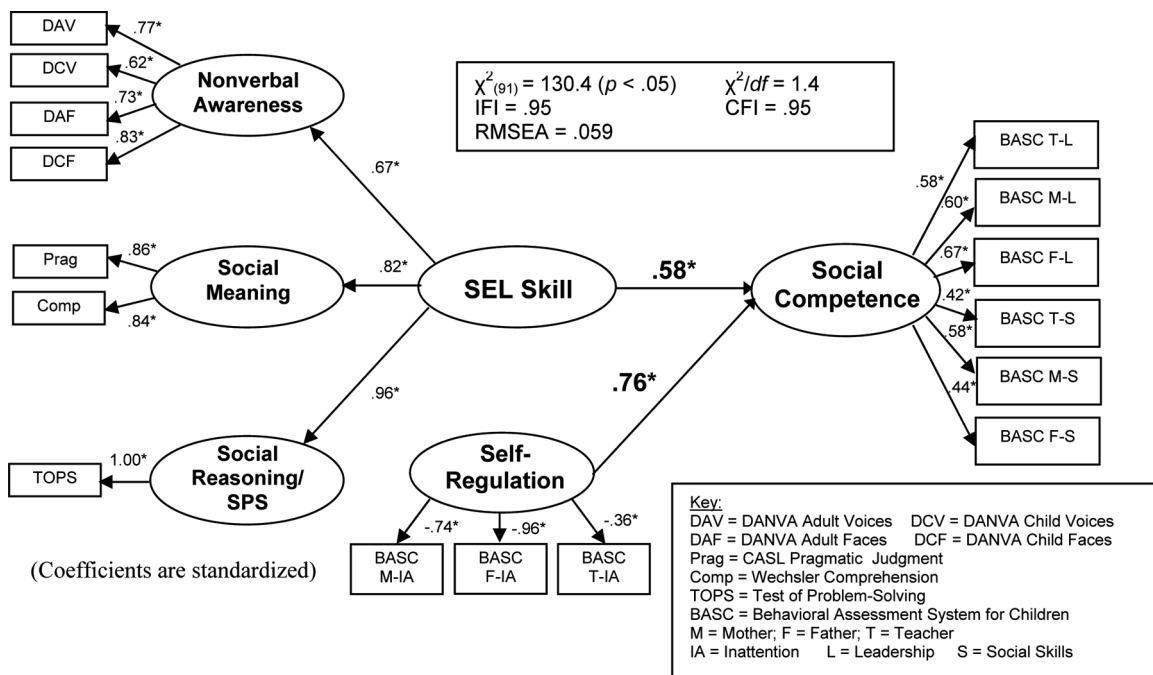 DAV
.77*
DCV
.62*
DAF
.73*
DCF
.83*
Nonverbal
Awareness
χ²(91) = 130.4 (p < .05) χ²/df = 1.4
IFI = .95 CFI = .95
RMSEA = .059
.67*
Prag
.86*
Comp
.84*
Social
Meaning
.82*
SEL Skill
.58*
Social
Competence
.58*
BASC T-L
.60*
BASC M-L
.67*
BASC F-L
.42*
BASC T-S
.58*
BASC M-S
.44*
BASC F-S
.96*
.76*
TOPS
1.00*
Social
Reasoning/
SPS
Self-
Regulation
-.74*
-.96*
-.36*
BASC
M-IA
BASC
F-IA
BASC
T-IA
(Coefficients are standardized)
Key:
DAV = DANVA Adult Voices DCV = DANVA Child Voices
DAF = DANVA Adult Faces DCF = DANVA Child Faces
Prag = CASL Pragmatic Judgment
Comp = Wechsler Comprehension
TOPS = Test of Problem-Solving
BASC = Behavioral Assessment System for Children
M = Mother; F = Father; T = Teacher
IA = Inattention L = Leadership S = Social Skills